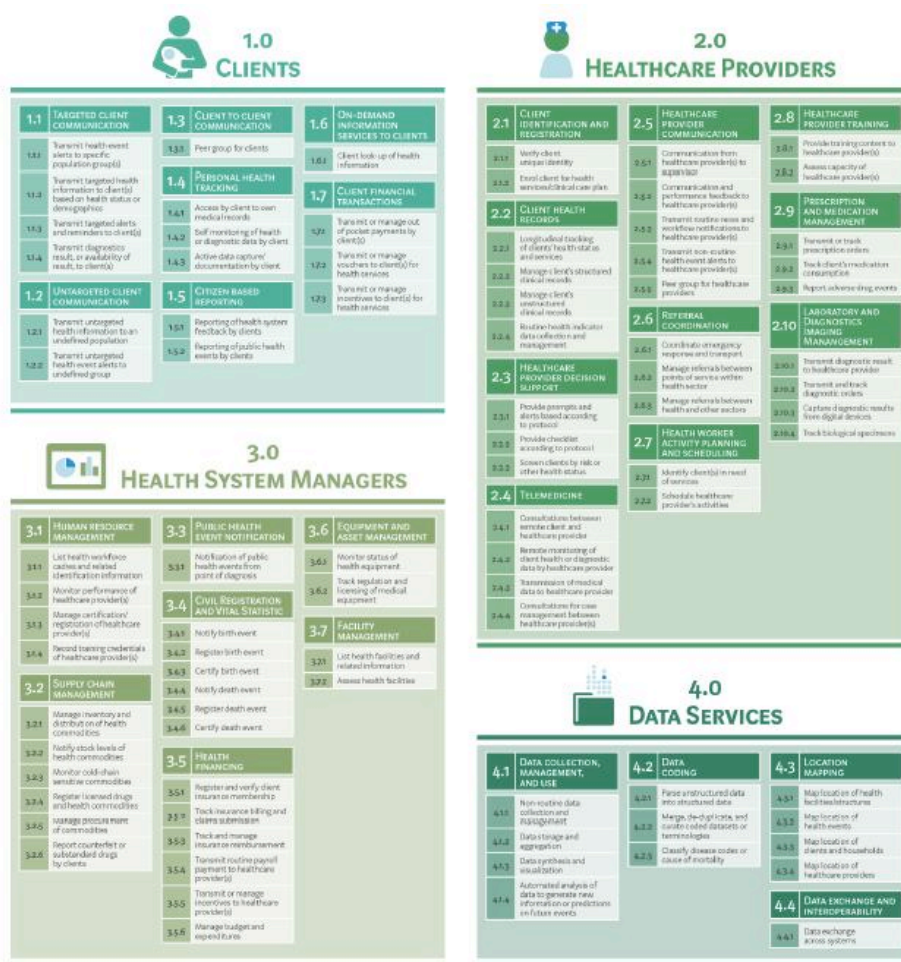 1.0
CLIENTS
1.1 TARGETED CLIENT
COMMUNICATION
1.1.1 Transmit health event
alerts to specific
population group(s)
1.1.2 Transmit targeted health
information to client(s)
based on health status or
demographics
1.1.3 Transmit targeted alerts
and reminders to client(s)
1.1.4 Transmit diagnostics
result, or availability of
result, to client(s)
1.2 UNTARGETED CLIENT
COMMUNICATION
1.2.1 Transmit untargeted
health information to an
undefined population
1.2.2 Transmit untargeted
health event alerts to
undefined group
1.3 CLIENT TO CLIENT
COMMUNICATION
1.3.1 Peer group for clients
1.4 PERSONAL HEALTH
TRACKING
1.4.1 Access by client to own
medical records
1.4.2 Self monitoring of health
or diagnostic data by client
1.4.3 Active data capture/
documentation by client
1.5 CITIZEN BASED
REPORTING
1.5.1 Reporting of health system
feedback by clients
1.5.2 Reporting of public health
events by clients
1.6 ON-DEMAND
INFORMATION
SERVICES TO CLIENTS
1.6.1 Client look-up of health
information
1.7 CLIENT FINANCIAL
TRANSACTIONS
1.7.1 Transmit or manage out
of pocket payments by
client(s)
1.7.2 Transmit or manage
vouchers to client(s) for
health services
1.7.3 Transmit or manage
incentives to client(s) for
health services
2.0
HEALTHCARE PROVIDERS
2.1 CLIENT
IDENTIFICATION AND
REGISTRATION
2.1.1 Verify client
unique identity
2.1.2 Enrol client for health
services/clinical care plan
2.2 CLIENT HEALTH
RECORDS
2.2.1 Longitudinal tracking
of clients' health status
and services
2.2.2 Manage client's structured
clinical records
2.2.3 Manage client's
unstructured
clinical records
2.2.4 Routine health indicator
data collection and
management
2.3 HEALTHCARE
PROVIDER DECISION
SUPPORT
2.3.1 Provide prompts and
alerts based according
to protocol
2.3.2 Provide checklist
according to protocol
2.3.3 Screen clients by risk or
other health status
2.4 TELEMEDICINE
2.4.1 Consultations between
remote client and
healthcare provider
2.4.2 Remote monitoring of
client health or diagnostic
data by healthcare provider
2.4.3 Transmission of medical
data to healthcare provider
2.4.4 Consultations for case
management between
healthcare provider(s)
2.5 HEALTHCARE
PROVIDER
COMMUNICATION
2.5.1 Communication from
healthcare provider(s) to
supervisor
2.5.2 Communication and
performance feedback to
healthcare provider(s)
2.5.3 Transmit routine news and
workflow notifications to
healthcare provider(s)
2.5.4 Transmit non-routine
health event alerts to
healthcare provider(s)
2.5.5 Peer group for healthcare
providers
2.6 REFERRAL
COORDINATION
2.6.1 Coordinate emergency
response and transport
2.6.2 Manage referrals between
points of service within
health sector
2.6.3 Manage referrals between
health and other sectors
2.7 HEALTH WORKER
ACTIVITY PLANNING
AND SCHEDULING
2.7.1 Identify client(s) in need
of services
2.7.2 Schedule healthcare
provider's activities
2.8 HEALTHCARE
PROVIDER TRAINING
2.8.1 Provide training content to
healthcare provider(s)
2.8.2 Assess capacity of
healthcare provider(s)
2.9 PRESCRIPTION
AND MEDICATION
MANAGEMENT
2.9.1 Transmit or track
prescription orders
2.9.2 Track client's medication
consumption
2.9.3 Report adverse drug events
2.10 LABORATORY AND
DIAGNOSTICS
IMAGING
MANANGEMENT
2.10.1 Transmit diagnostic result
to healthcare provider
2.10.2 Transmit and track
diagnostic orders
2.10.3 Capture diagnostic results
from digital devices
2.10.4 Track biological specimens
3.0
HEALTH SYSTEM MANAGERS
3.1 HUMAN RESOURCE
MANAGEMENT
3.1.1 List health workforce
cadres and related
identification information
3.1.2 Monitor performance of
healthcare provider(s)
3.1.3 Manage certification/
registration of healthcare
provider(s)
3.1.4 Record training credentials
of healthcare provider(s)
3.2 SUPPLY CHAIN
MANAGEMENT
3.2.1 Manage inventory and
distribution of health
commodities
3.2.2 Notify stock levels of
health commodities
3.2.3 Monitor cold-chain
sensitive commodities
3.2.4 Register licensed drugs
and health commodities
3.2.5 Manage procurement
of commodities
3.2.6 Report counterfeit or
substandard drugs
by clients
3.3 PUBLIC HEALTH
EVENT NOTIFICATION
3.3.1 Notification of public
health events from
point of diagnosis
3.4 CIVIL REGISTRATION
AND VITAL STATISTIC
3.4.1 Notify birth event
3.4.2 Register birth event
3.4.3 Certify birth event
3.4.4 Notify death event
3.4.5 Register death event
3.4.6 Certify death event
3.5 HEALTH
FINANCING
3.5.1 Register and verify client
insurance membership
3.5.2 Track insurance billing and
claims submission
3.5.3 Track and manage
insurance reimbursement
3.5.4 Transmit routine payroll
payment to healthcare
provider(s)
3.5.5 Transmit or manage
incentives to healthcare
provider(s)
3.5.6 Manage budget and
expenditures
3.6 EQUIPMENT AND
ASSET MANAGEMENT
3.6.1 Monitor status of
health equipment
3.6.2 Track regulation and
licensing of medical
equipment
3.7 FACILITY
MANAGEMENT
3.7.1 List health facilities and
related information
3.7.2 Assess health facilities
4.0
DATA SERVICES
4.1 DATA COLLECTION,
MANAGEMENT,
AND USE
4.1.1 Non-routine data
collection and
management
4.1.2 Data storage and
aggregation
4.1.3 Data synthesis and
visualization
4.1.4 Automated analysis of
data to generate new
information or predictions
on future events
4.2 DATA
CODING
4.2.1 Parse unstructured data
into structured data
4.2.2 Merge, de-duplicate, and
curate coded datasets or
terminologies
4.2.3 Classify disease codes or
cause of mortality
4.3 LOCATION
MAPPING
4.3.1 Map location of health
facilities/structures
4.3.2 Map location of
health events
4.3.3 Map location of
clients and households
4.3.4 Map location of
healthcare providers
4.4 DATA EXCHANGE AND
INTEROPERABILITY
4.4.1 Data exchange
across systems